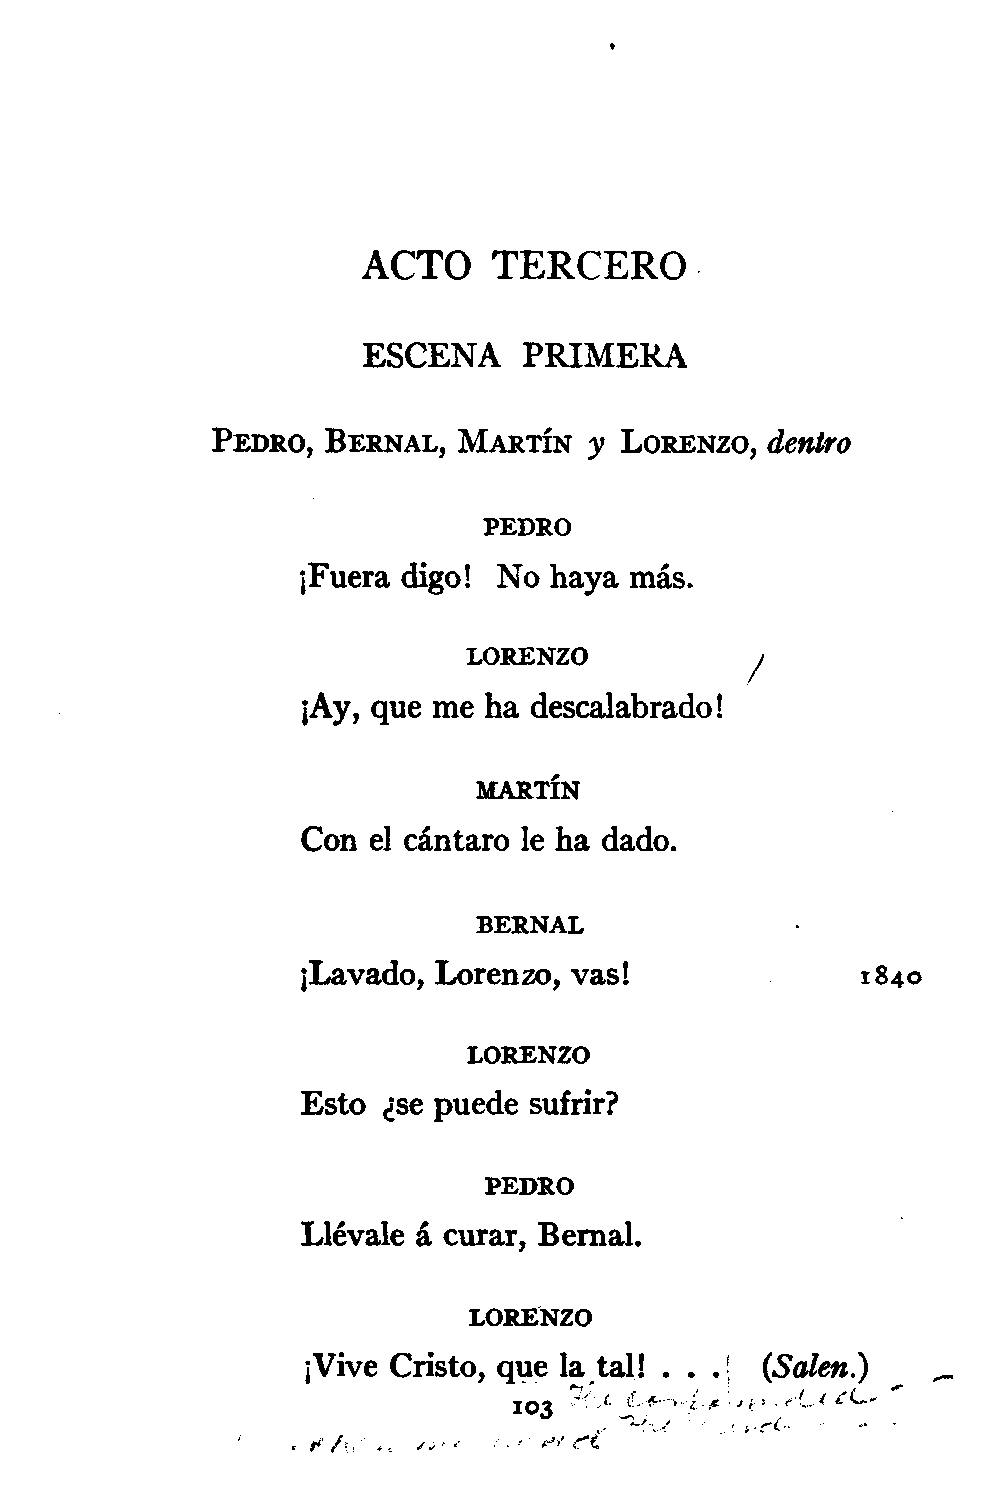 ACTO TERCERO
ESCENA PRIMERA
PEDRO, BERNAL, MARTÍN y LORENZO, dentro
PEDRO
¡Fuera digo! No haya más.
LORENZO
¡Ay, que me ha descalabrado!
MARTÍN
Con el cántaro le ha dado.
BERNAL
¡Lavado, Lorenzo, vas! 1840
LORENZO
Esto ¿se puede sufrir?
PEDRO
Llévale á curar, Bernal.
LORENZO
¡Vive Cristo, que la tal! . . . (Salen.)
103